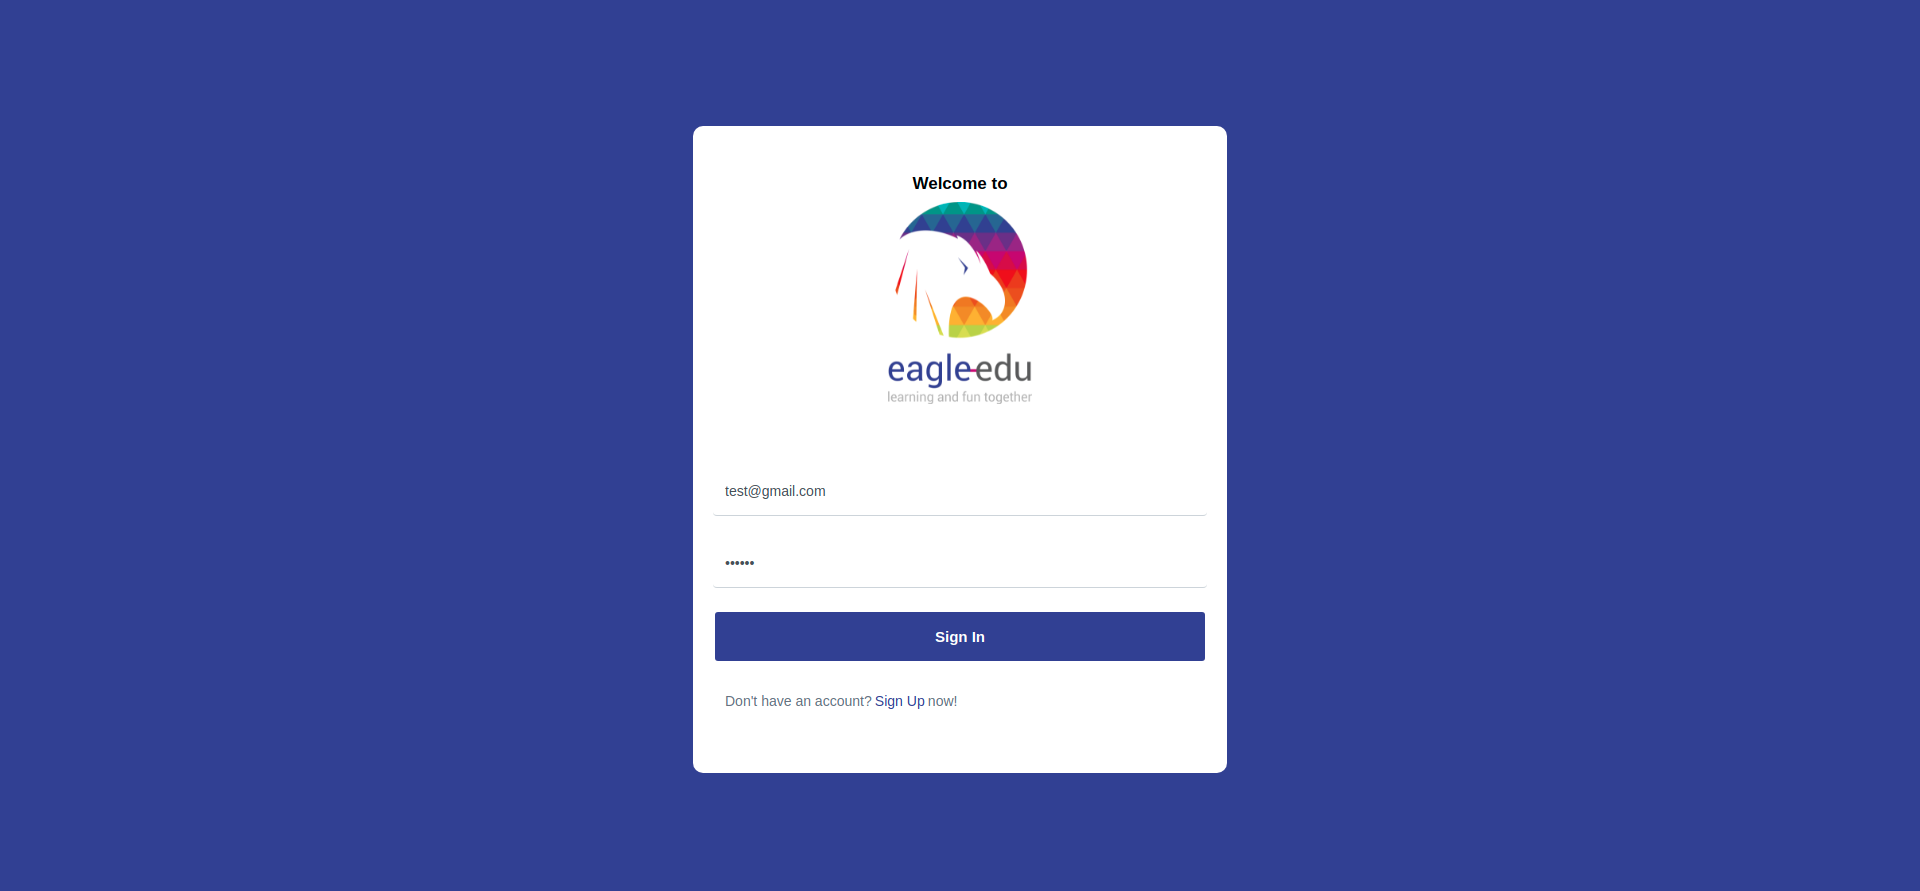 Welcome to
eagle-edu
learning and fun together
test@gmail.com
••••••
Sign In
Don't have an account? Sign Up now!